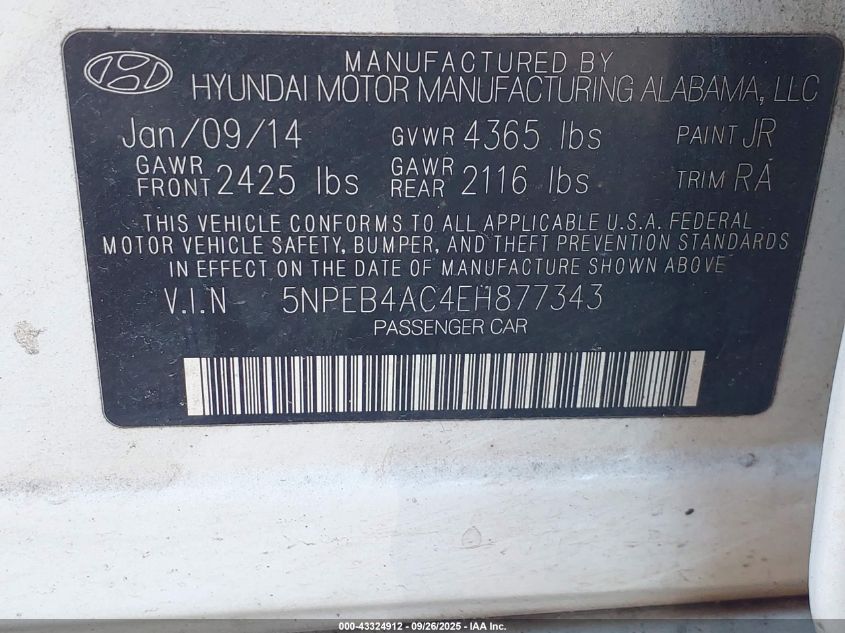 MANUFACTURED BY
HYUNDAI MOTOR MANUFACTURING ALABAMA, LLC
Jan/09/14 GVWR 4365 lbs PAINT JR
GAWR FRONT 2425 lbs GAWR REAR 2116 lbs TRIM RA
THIS VEHICLE CONFORMS TO ALL APPLICABLE U.S.A. FEDERAL
MOTOR VEHICLE SAFETY, BUMPER, AND THEFT PREVENTION STANDARDS
IN EFFECT ON THE DATE OF MANUFACTURE SHOWN ABOVE
V.I.N 5NPEB4AC4EH877343
PASSENGER CAR
000-43324912 - 09/26/2025 - IAA Inc.